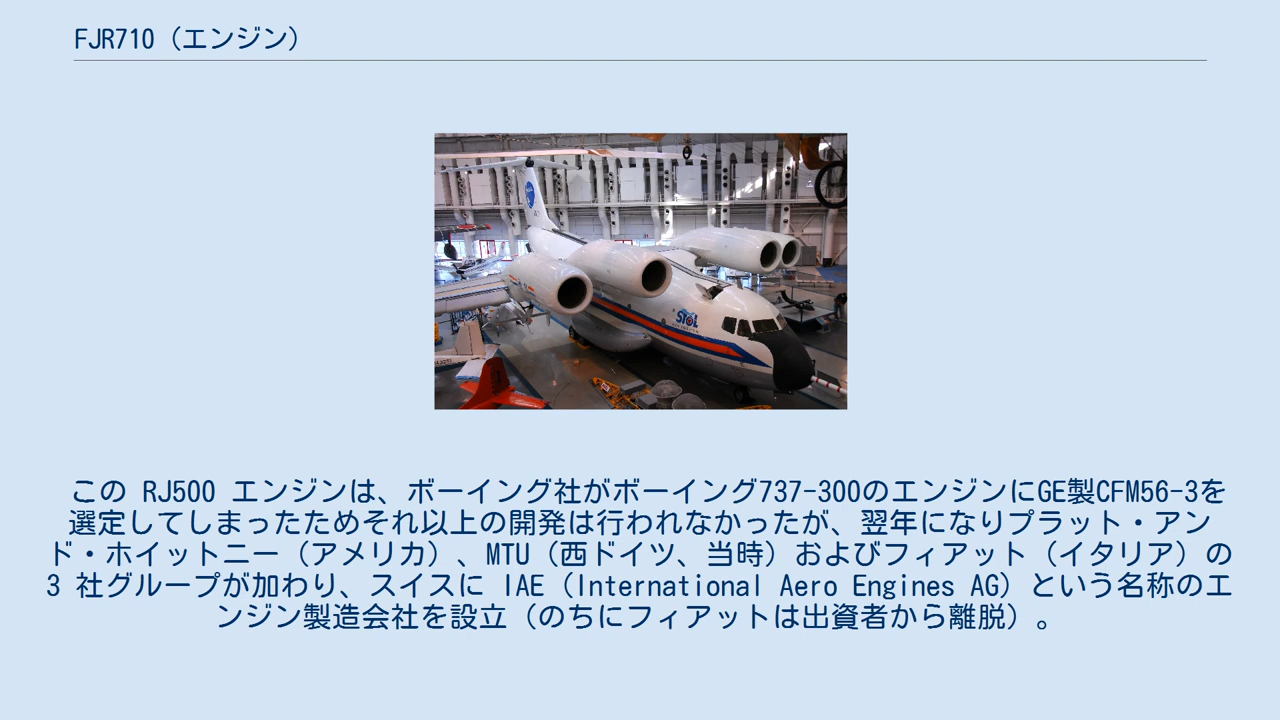 FJR710（エンジン）
STOL
この RJ500 エンジンは、ボーイング社がボーイング737-300のエンジンにGE製CFM56-3を
選定してしまったためそれ以上の開発は行われなかったが、翌年になりプラット・アン
ド・ホイットニー（アメリカ）、MTU（西ドイツ、当時）およびフィアット（イタリア）の
3 社グループが加わり、スイスに IAE（International Aero Engines AG）という名称のエ
ンジン製造会社を設立（のちにフィアットは出資者から離脱）。